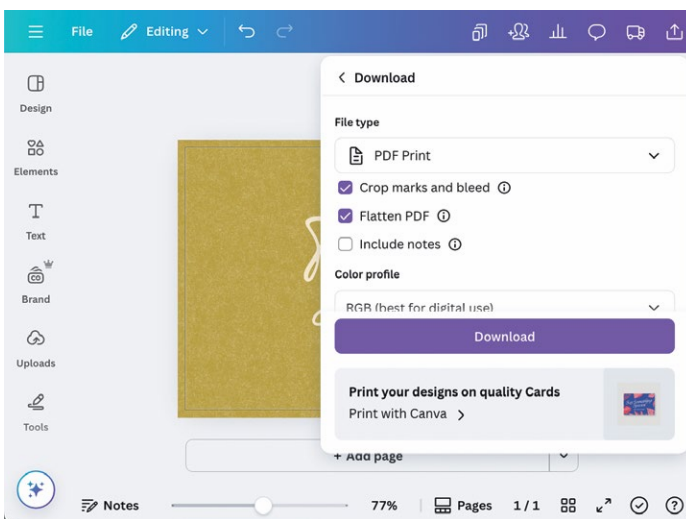 File
Editing
Design
Elements
Text
Brand
Uploads
Tools
Download
File type
PDF Print
Crop marks and bleed
Flatten PDF
Include notes
Color profile
RGB (best for digital use)
Download
Print your designs on quality Cards
Print with Canva
+ Add page
Notes
77%
Pages
1/1